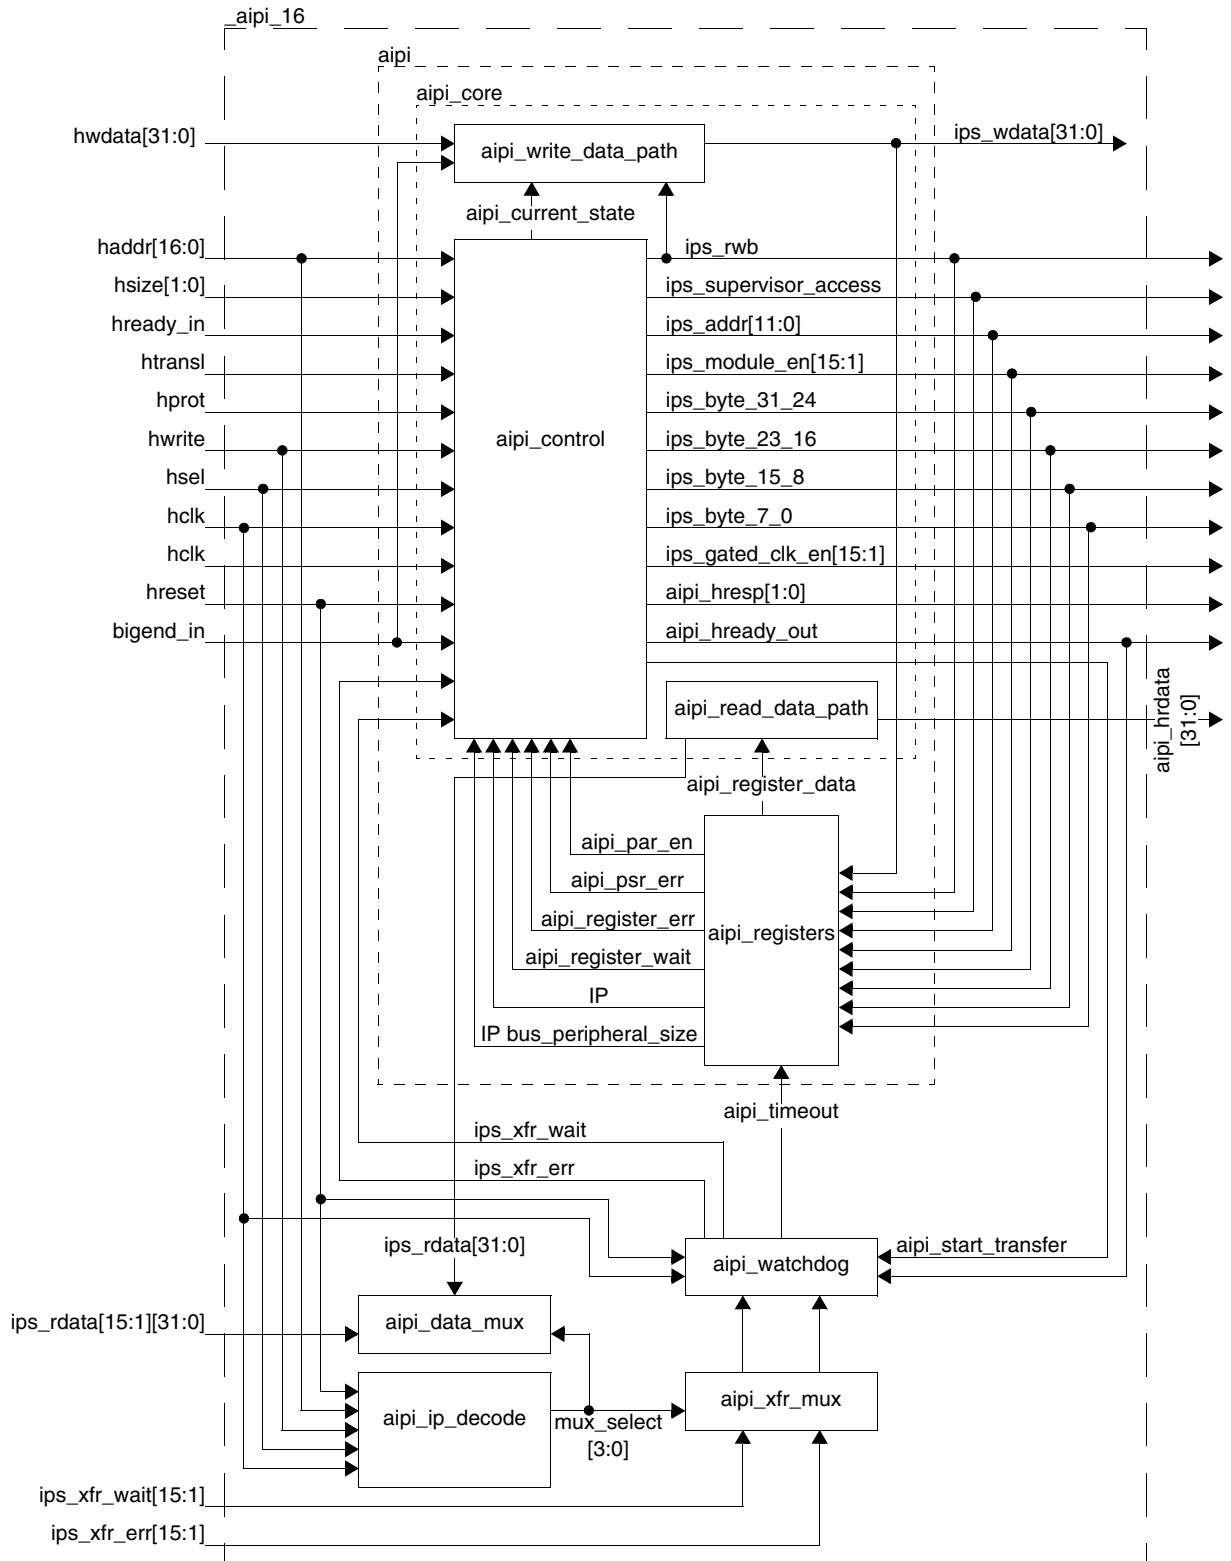 _aipi_16
aipi
aipi_core
hwdata[31:0]
aipi_write_data_path
ips_wdata[31:0]
aipi_current_state
haddr[16:0]
ips_rwb
hsize[1:0]
ips_supervisor_access
hready_in
ips_addr[11:0]
htransl
ips_module_en[15:1]
hprot
ips_byte_31_24
hwrite
aipi_control
ips_byte_23_16
hsel
ips_byte_15_8
hclk
ips_byte_7_0
hclk
ips_gated_clk_en[15:1]
hreset
aipi_hresp[1:0]
bigend_in
aipi_hready_out
aipi_read_data_path
aipi_hrdata
[31:0]
aipi_register_data
aipi_par_en
aipi_psr_err
aipi_register_err
aipi_registers
aipi_register_wait
IP
IP bus_peripheral_size
aipi_timeout
ips_xfr_wait
ips_xfr_err
ips_rdata[31:0]
aipi_start_transfer
aipi_watchdog
ips_rdata[15:1][31:0]
aipi_data_mux
aipi_xfr_mux
aipi_ip_decode
mux_select
[3:0]
ips_xfr_wait[15:1]
ips_xfr_err[15:1]